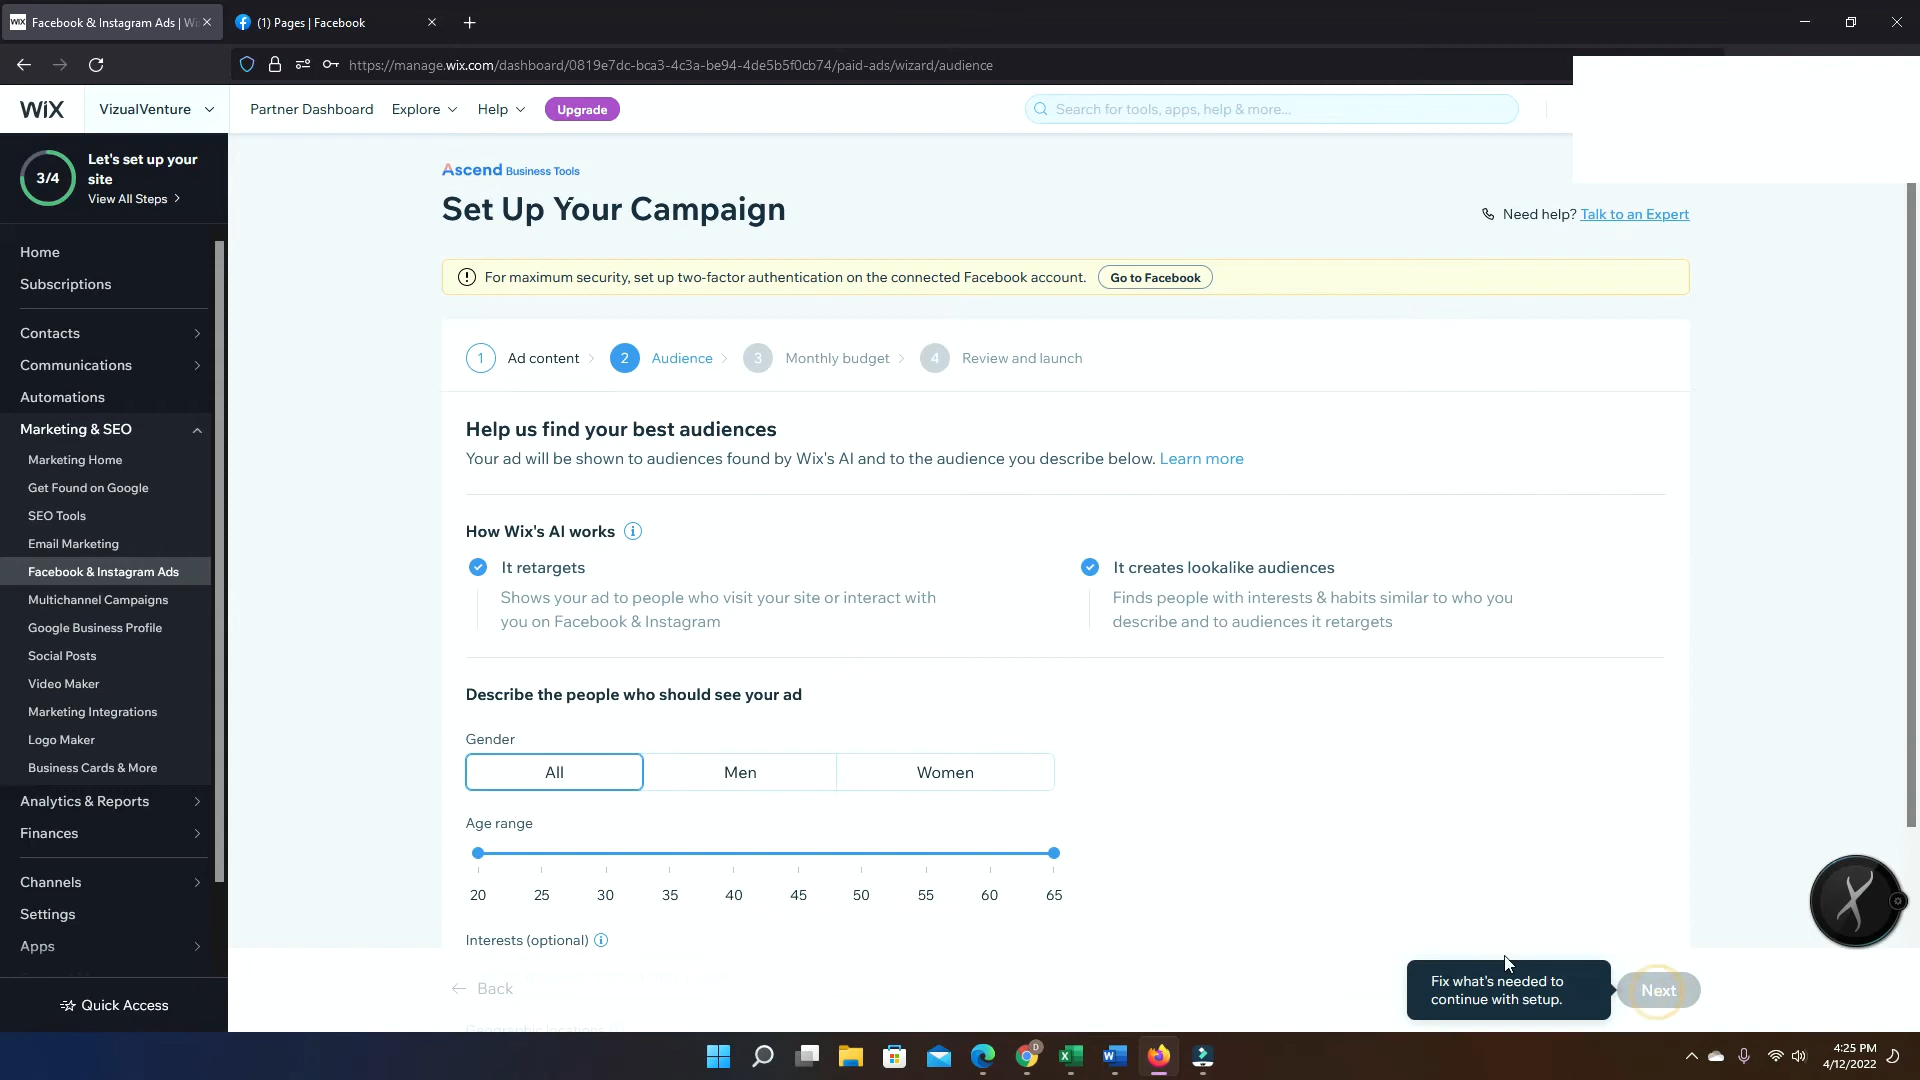 WiX Facebook & Instagram Ads | Wi
(1) Pages | Facebook
https://manage.wix.com/dashboard/0819e7dc-bca3-4c3a-be94-4de5b5f0cb74/paid-ads/wizard/audience
WiX
VizualVenture
Partner Dashboard
Explore
Help
Upgrade
Search for tools, apps, help & more...
3/4
Let's set up your
site
View All Steps
Home
Subscriptions
Contacts
Communications
Automations
Marketing & SEO
Marketing Home
Get Found on Google
SEO Tools
Email Marketing
Facebook & Instagram Ads
Multichannel Campaigns
Google Business Profile
Social Posts
Video Maker
Marketing Integrations
Logo Maker
Business Cards & More
Analytics & Reports
Finances
Channels
Settings
Apps
Quick Access
Ascend Business Tools
Set Up Your Campaign
Need help? Talk to an Expert
For maximum security, set up two-factor authentication on the connected Facebook account. Go to Facebook
1 Ad content
2 Audience
3 Monthly budget
4 Review and launch
Help us find your best audiences
Your ad will be shown to audiences found by Wix's AI and to the audience you describe below. Learn more
How Wix's AI works
It retargets
Shows your ad to people who visit your site or interact with
you on Facebook & Instagram
It creates lookalike audiences
Finds people with interests & habits similar to who you
describe and to audiences it retargets
Describe the people who should see your ad
Gender
All Men Women
Age range
20 25 30 35 40 45 50 55 60 65
Interests (optional)
Back
Fix what's needed to
continue with setup.
Next
Geographic locations
4:25 PM
4/12/2022